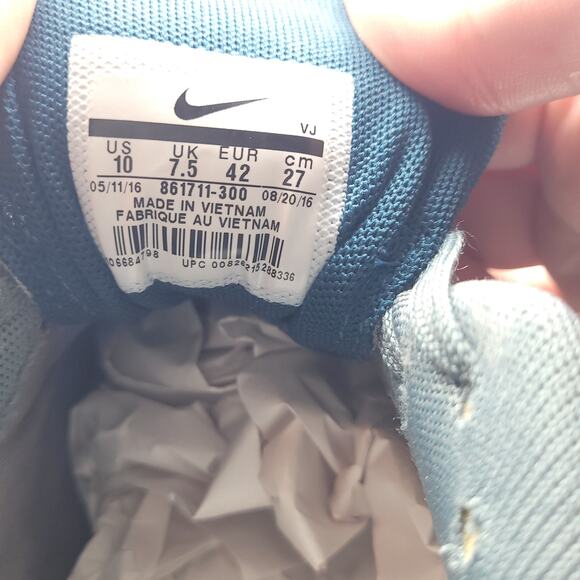 VJ
US UK EUR cm
10 7.5 42 27
05/11/16 861711-300 08/20/16
MADE IN VIETNAM
FABRIQUE AU VIETNAM
UPC